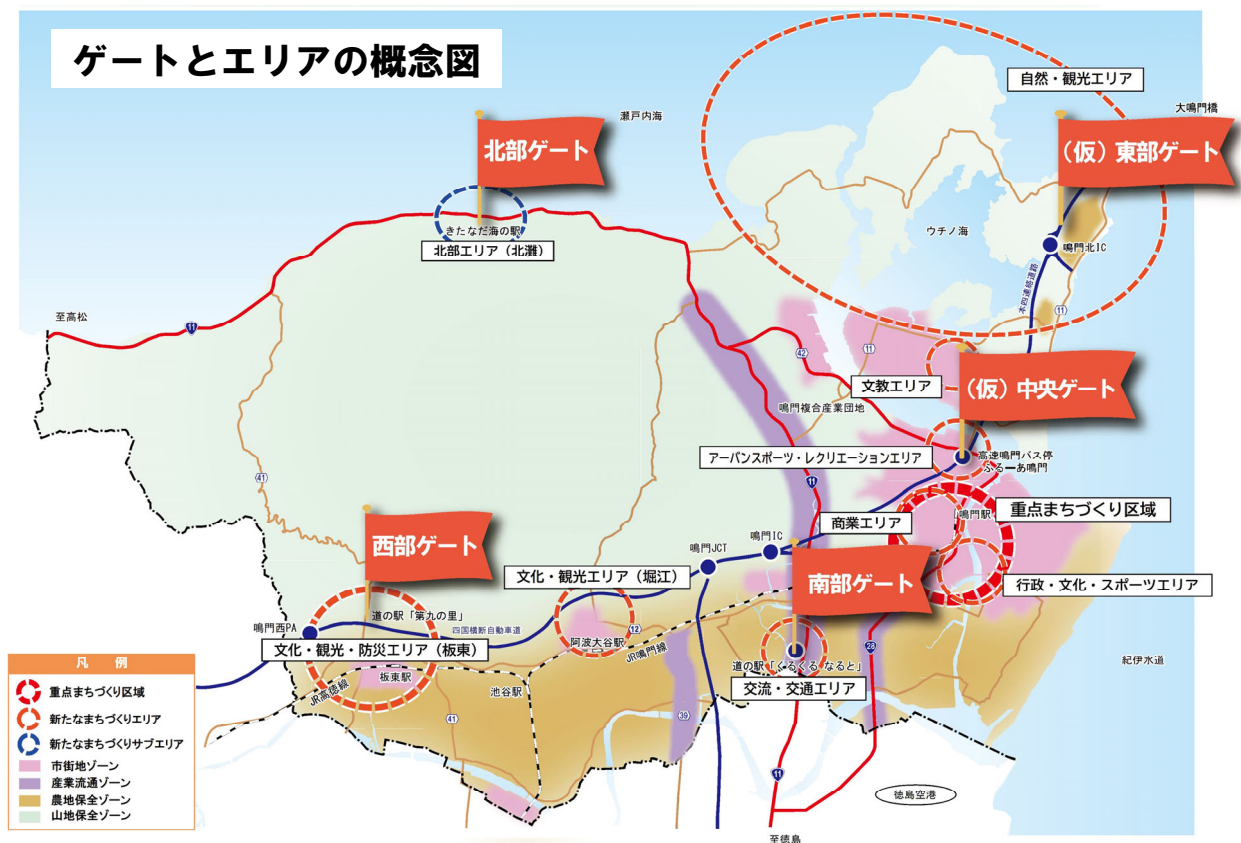 ゲートとエリアの概念図
自然・観光エリア
大鳴門橋
瀬戸内海
北部ゲート
(仮)東部ゲート
きたなだ海の駅
北部エリア(北灘)
ウチノ海
鳴門北IC
本四連絡道路
至高松
11
11
42
11
文教エリア
(仮)中央ゲート
鳴門複合産業団地
アーバンスポーツ・レクリエーションエリア
高速鳴門バス停
ふるーあ鳴門
41
11
重点まちづくり区域
鳴門駅
商業エリア
鳴門IC
鳴門JCT
西部ゲート
文化・観光エリア(堀江)
南部ゲート
行政・文化・スポーツエリア
道の駅「第九の里」
鳴門西PA
四国横断自動車道
12
阿波大谷駅
JR鳴門線
28
文化・観光・防災エリア(板東)
道の駅「くるくる なると」
交流・交通エリア
紀伊水道
板東駅
JR高徳線
池谷駅
41
39
11
徳島空港
至徳島
凡 例
重点まちづくり区域
新たなまちづくりエリア
新たなまちづくりサブエリア
市街地ゾーン
産業流通ゾーン
農地保全ゾーン
山地保全ゾーン